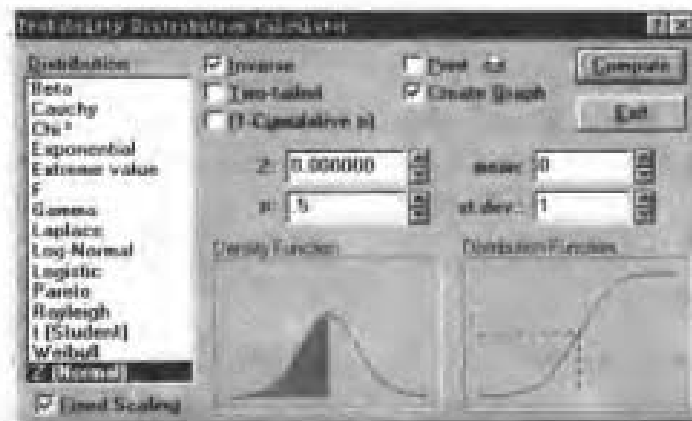 Probability Distribution Calculator
Distribution
Beta
Cauchy
Chi ²
Exponential
Extreme value
F
Gamma
Laplace
Log-Normal
Logistic
Pareto
Rayleigh
t (Student)
Weibull
Z (Normal)
Fixed Scaling
Inverse
Two-tailed
(1-Cumulative p)
Print
Create Graph
Compute
Exit
Z: 0.000000
p: .5
mean: 0
st.dev.: 1
Density Function
Distribution Function